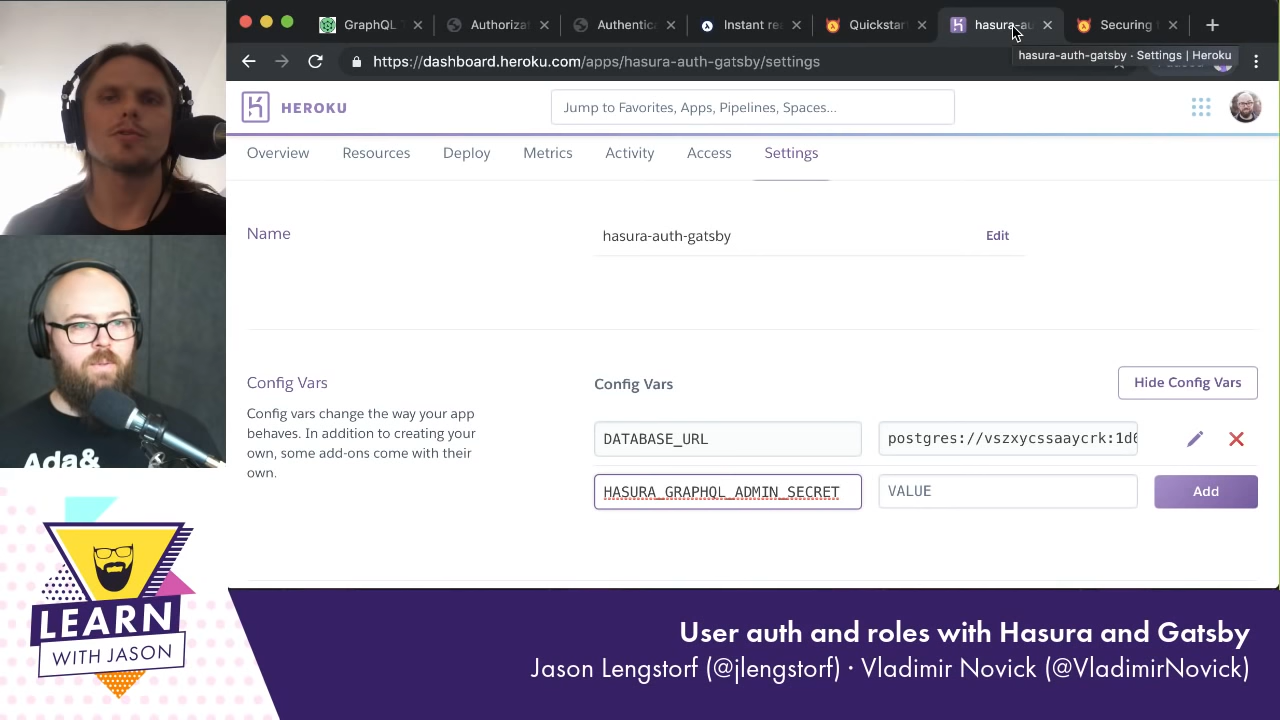 GraphQL
Authoriza
Authentica
Instant re
Quickstar
hasura-au
Securing
https://dashboard.heroku.com/apps/hasura-auth-gatsby/settings
hasura-auth-gatsby · Settings | Heroku
HEROKU
Jump to Favorites, Apps, Pipelines, Spaces...
Overview
Resources
Deploy
Metrics
Activity
Access
Settings
Name
hasura-auth-gatsby
Edit
Config Vars
Config vars change the way your app
behaves. In addition to creating your
own, some add-ons come with their
own.
Config Vars
Hide Config Vars
DATABASE_URL
postgres://vszxycssaaycrk:1d6
HASURA_GRAPHQL_ADMIN_SECRET
VALUE
Add
Ada&
LEARN
WITH JASON
User auth and roles with Hasura and Gatsby
Jason Lengstorf (@jlengstorf) · Vladimir Novick (@VladimirNovick)